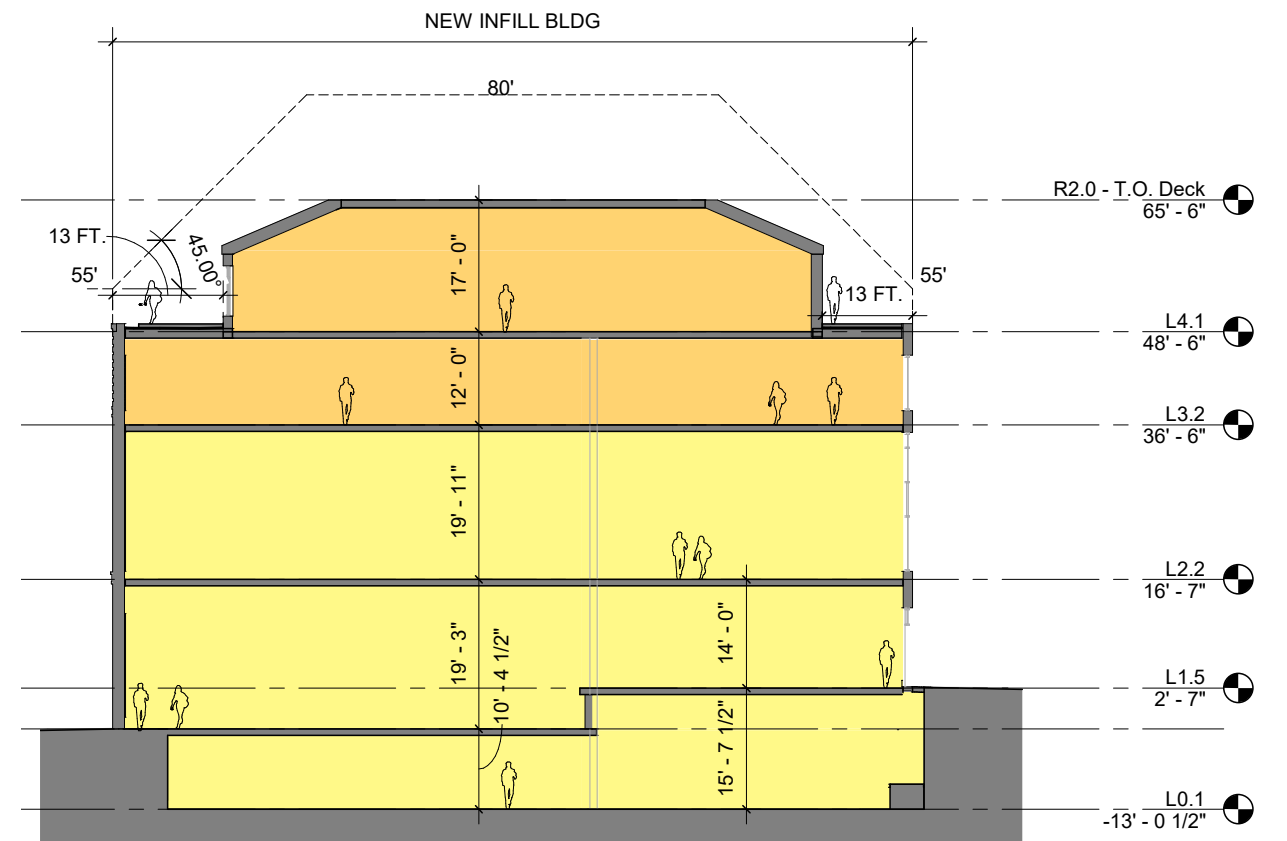 NEW INFILL BLDG
80'
R2.0 - T.O. Deck
65' - 6"
13 FT.
45.00°
55'
17' - 0"
55'
13 FT.
L4.1
48' - 6"
12' - 0"
L3.2
36' - 6"
19' - 11"
L2.2
16' - 7"
19' - 3"
10' - 4 1/2"
14' - 0"
L1.5
2' - 7"
15' - 7 1/2"
L0.1
-13' - 0 1/2"